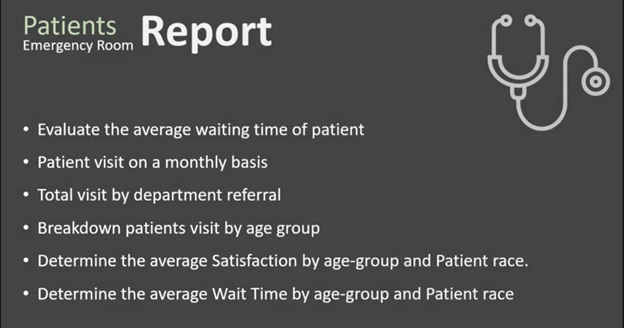 Patients
Emergency Room
Report
• Evaluate the average waiting time of patient
• Patient visit on a monthly basis
• Total visit by department referral
• Breakdown patients visit by age group
• Determine the average Satisfaction by age-group and Patient race.
• Determine the average Wait Time by age-group and Patient race